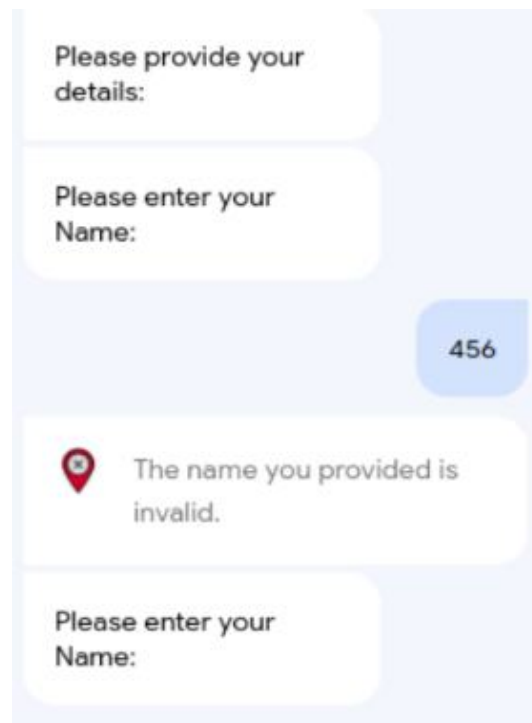 Please provide your
details:
Please enter your
Name:
456
The name you provided is
invalid.
Please enter your
Name: